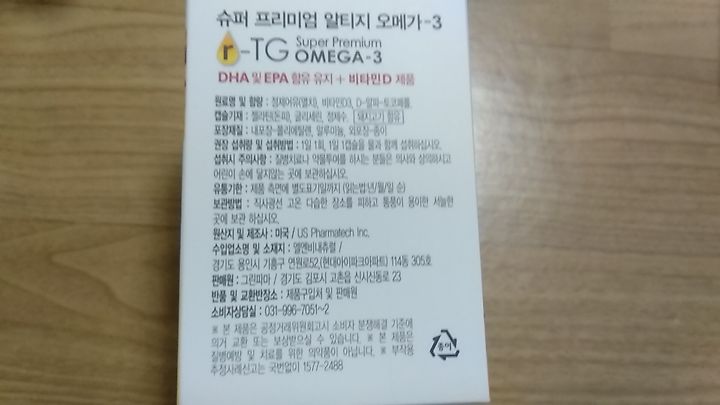 슈퍼 프리미엄 알티지 오메가-3
r-TG Super Premium OMEGA-3
DHA 및 EPA 함유 유지 + 비타민D 제품
원료명 및 함량 : 정제어유(멸치), 비타민D3, D-알파-토코페롤,
캡슐기재 : 젤라틴(돈피), 글리세린, 정제수, 돼지고기 함유
포장재질 : 내포장-폴리에틸렌, 알루미늄, 외포장-종이
권장 섭취량 및 섭취방법 : 1일 1회, 1일 1캡슐을 물과 함께 섭취하십시오.
섭취시 주의사항 : 질병치료나 약물투여를 하시는 분들은 의사와 상의하시고
어린이 손에 닿지않는 곳에 보관하십시오.
유통기한 : 제품 측면에 별도표기일까지 (읽는법:년/월/일 순)
보관방법 : 직사광선 고온 다습한 장소를 피하고 통풍이 용이한 서늘한
곳에 보관 하십시오.
원산지 및 제조사 : 미국 / US Pharmatech Inc.
수입업소명 및 소재지 : 엘엔비내츄럴 /
경기도 용인시 기흥구 연원로52,(현대아이파크아파트) 114동 305호
판매원 : 그린피마 / 경기도 김포시 고촌읍 신시신동로 23
반품 및 교환반장소 : 제품구입처 및 판매원
소비자상담실 : 031-996-7051~2
※ 본 제품은 공정거래위원회고시 소비자 분쟁해결 기준에
의거 교환 또는 보상받으실 수 있습니다. ※ 본 제품은
질병예방 및 치료를 위한 의약품이 아닙니다. ※ 부작용
추정사례신고는 국번없이 1577-2488
종이